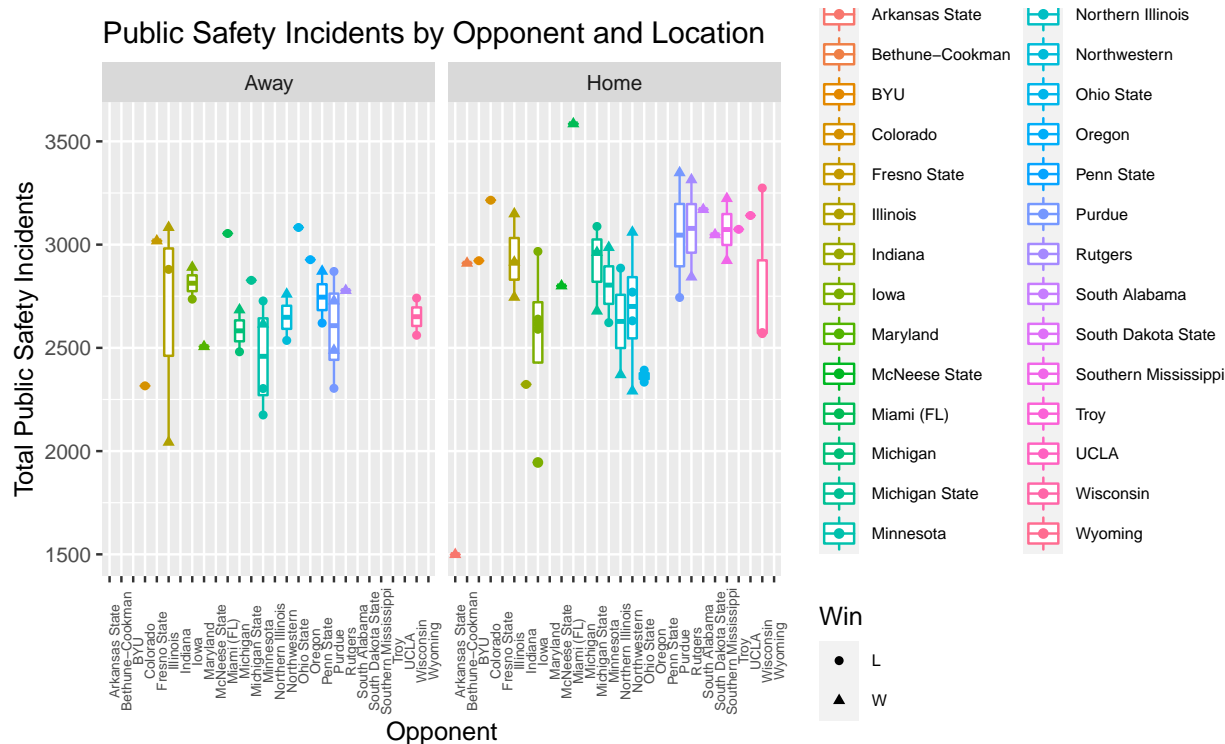 Public Safety Incidents by Opponent and Location
Away
Home
Total Public Safety Incidents
3500
3000
2500
2000
1500
Arkansas State
Bethune−Cookman
BYU
Colorado
Fresno State
Illinois
Indiana
Iowa
Maryland
McNeese State
Miami (FL)
Michigan
Michigan State
Minnesota
Northern Illinois
Northwestern
Ohio State
Oregon
Penn State
Purdue
Rutgers
South Alabama
South Dakota State
Southern Mississippi
Troy
UCLA
Wisconsin
Wyoming
Arkansas State
Bethune−Cookman
BYU
Colorado
Fresno State
Illinois
Indiana
Iowa
Maryland
McNeese State
Miami (FL)
Michigan
Michigan State
Minnesota
Northern Illinois
Northwestern
Ohio State
Oregon
Penn State
Purdue
Rutgers
South Alabama
South Dakota State
Southern Mississippi
Troy
UCLA
Wisconsin
Wyoming
Opponent
Arkansas State
Bethune−Cookman
BYU
Colorado
Fresno State
Illinois
Indiana
Iowa
Maryland
McNeese State
Miami (FL)
Michigan
Michigan State
Minnesota
Northern Illinois
Northwestern
Ohio State
Oregon
Penn State
Purdue
Rutgers
South Alabama
South Dakota State
Southern Mississippi
Troy
UCLA
Wisconsin
Wyoming
Win
L
W